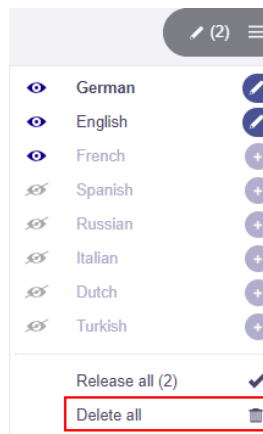 (2)
German
English
French
Spanish
Russian
Italian
Dutch
Turkish
Release all (2)
Delete all